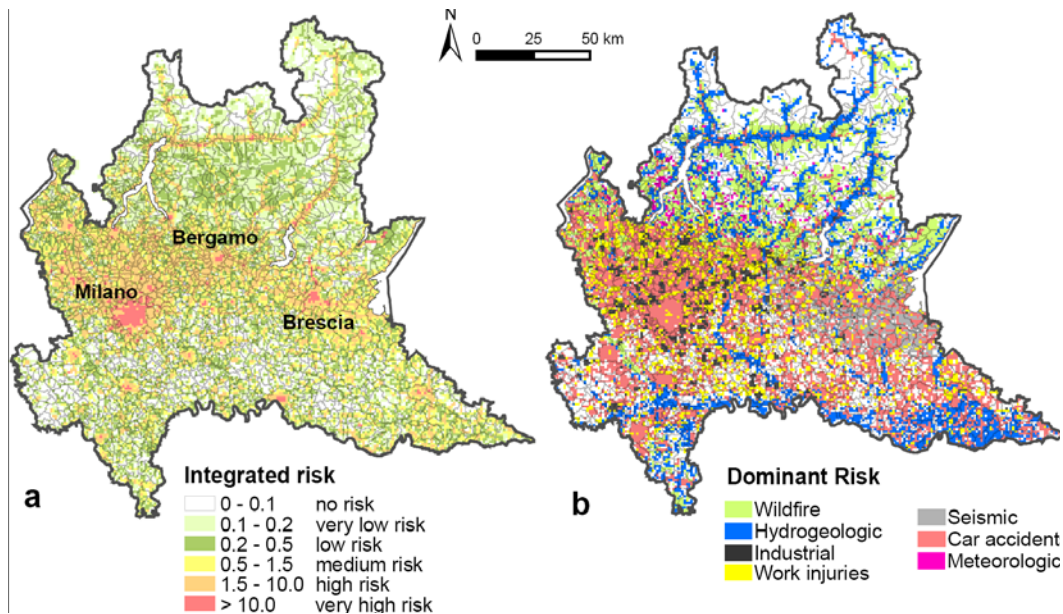 N
0 25 50 km
Bergamo
Milano
Brescia
a
Integrated risk
0 - 0.1 no risk
0.1 - 0.2 very low risk
0.2 - 0.5 low risk
0.5 - 1.5 medium risk
1.5 - 10.0 high risk
> 10.0 very high risk
b
Dominant Risk
Wildfire
Hydrogeologic
Industrial
Work injuries
Seismic
Car accident
Meteorologic